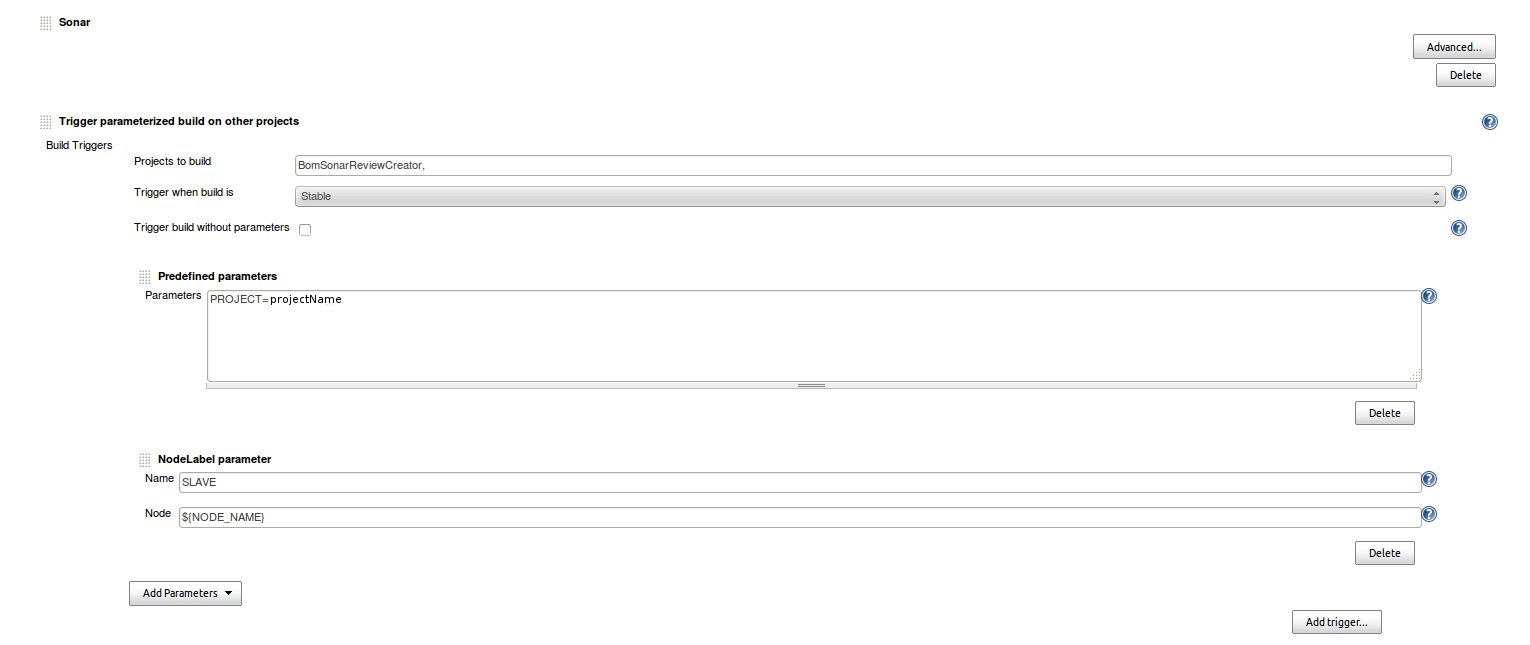 Sonar
Advanced...
Delete
Trigger parameterized build on other projects
Build Triggers
Projects to build BomSonarReviewCreator,
Trigger when build is Stable
Trigger build without parameters
Predefined parameters
Parameters PROJECT=projectName
Delete
NodeLabel parameter
Name SLAVE
Node ${NODE_NAME}
Delete
Add Parameters
Add trigger...